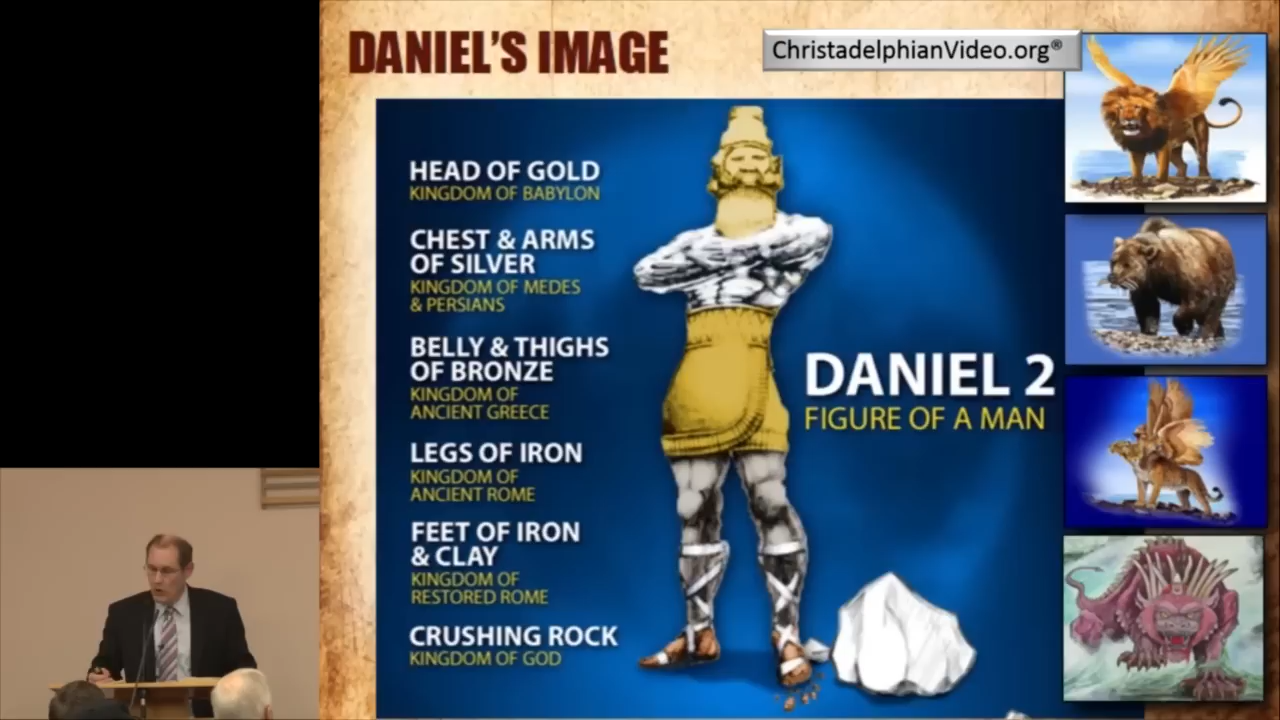 DANIEL'S IMAGE
ChristadelphianVideo.org®
HEAD OF GOLD
KINGDOM OF BABYLON
CHEST & ARMS
OF SILVER
KINGDOM OF MEDES
& PERSIANS
BELLY & THIGHS
OF BRONZE
KINGDOM OF
ANCIENT GREECE
LEGS OF IRON
KINGDOM OF
ANCIENT ROME
FEET OF IRON
& CLAY
KINGDOM OF
RESTORED ROME
CRUSHING ROCK
KINGDOM OF GOD
DANIEL 2
FIGURE OF A MAN